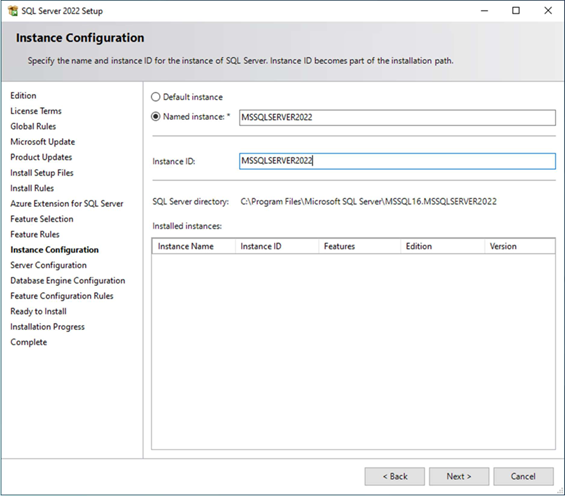 SQL Server 2022 Setup
Instance Configuration
Specify the name and instance ID for the instance of SQL Server. Instance ID becomes part of the installation path.
Edition
License Terms
Global Rules
Microsoft Update
Product Updates
Install Setup Files
Install Rules
Azure Extension for SQL Server
Feature Selection
Feature Rules
Instance Configuration
Server Configuration
Database Engine Configuration
Feature Configuration Rules
Ready to Install
Installation Progress
Complete
Default instance
Named instance: * MSSQLSERVER2022
Instance ID: MSSQLSERVER2022
SQL Server directory: C:\Program Files\Microsoft SQL Server\MSSQL16.MSSQLSERVER2022
Installed instances:
Instance Name Instance ID Features Edition Version
< Back Next > Cancel